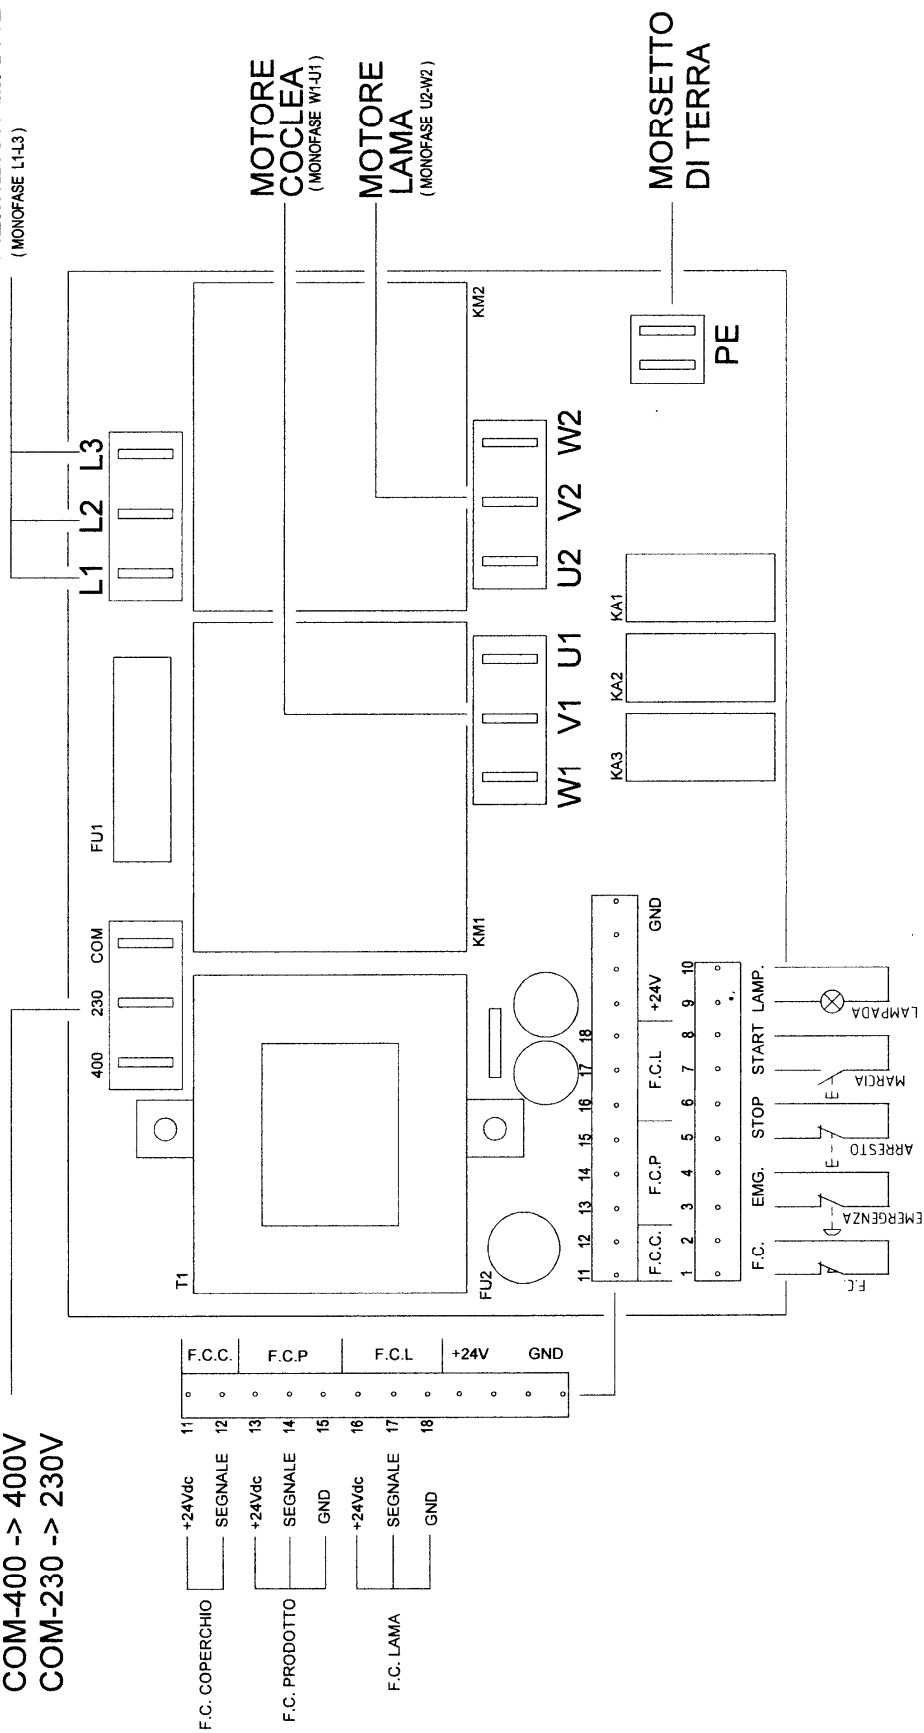 ( MONOFASE L1-L3 )
COM-400 -> 400V
COM-230 -> 230V
MOTORE
COCLEA
( MONOFASE W1-U1 )
MOTORE
LAMA
( MONOFASE U2-W2 )
MORSETTO
DI TERRA
400 230 COM
FU1
L1 L2 L3
T1
KM1
KM2
FU2
W1 V1 U1
U2 V2 W2
PE
KA3 KA2 KA1
11 12 13 14 15 16 17 18
F.C.C. F.C.P F.C.L +24V GND
1 2 3 4 5 6 7 8 9 10
F.C. EMG. STOP START LAMP.
F.C.
EMERGENZA
ARRESTO
MARCIA
LAMPADA
F.C.C. F.C.P F.C.L +24V GND
11 12 13 14 15 16 17 18
+24Vdc
SEGNALE
+24Vdc
SEGNALE
GND
+24Vdc
SEGNALE
GND
F.C. COPERCHIO
F.C. PRODOTTO
F.C. LAMA